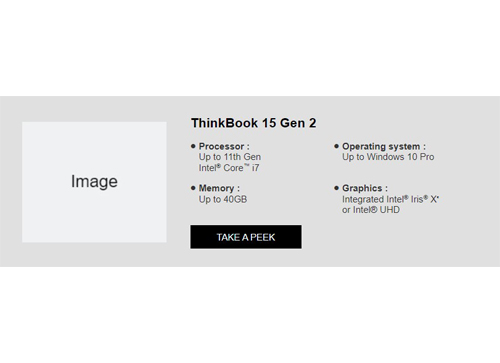 Image
ThinkBook 15 Gen 2
• Processor :
Up to 11th Gen
Intel® Core™ i7
• Operating system :
Up to Windows 10 Pro
• Memory :
Up to 40GB
• Graphics :
Integrated Intel® Iris® Xᵉ
or Intel® UHD
TAKE A PEEK